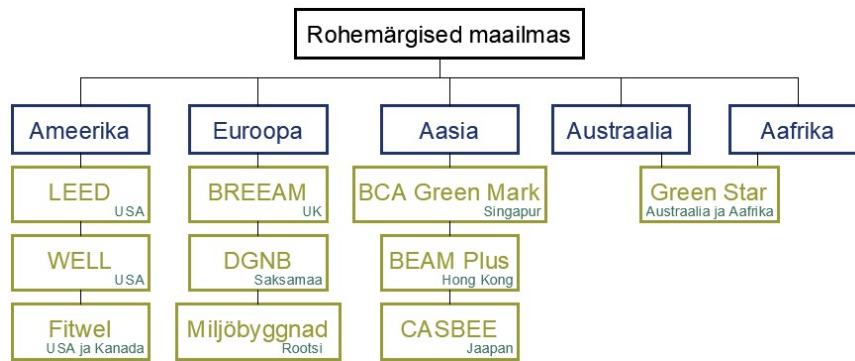 Rohemärgised maailmas
Ameerika
Euroopa
Aasia
Austraalia
Aafrika
LEED
USA
BREEAM
UK
BCA Green Mark
Singapur
Green Star
Austraalia ja Aafrika
WELL
USA
DGNB
Saksamaa
BEAM Plus
Hong Kong
Fitwel
USA ja Kanada
Miljöbyggnad
Rootsi
CASBEE
Jaapan